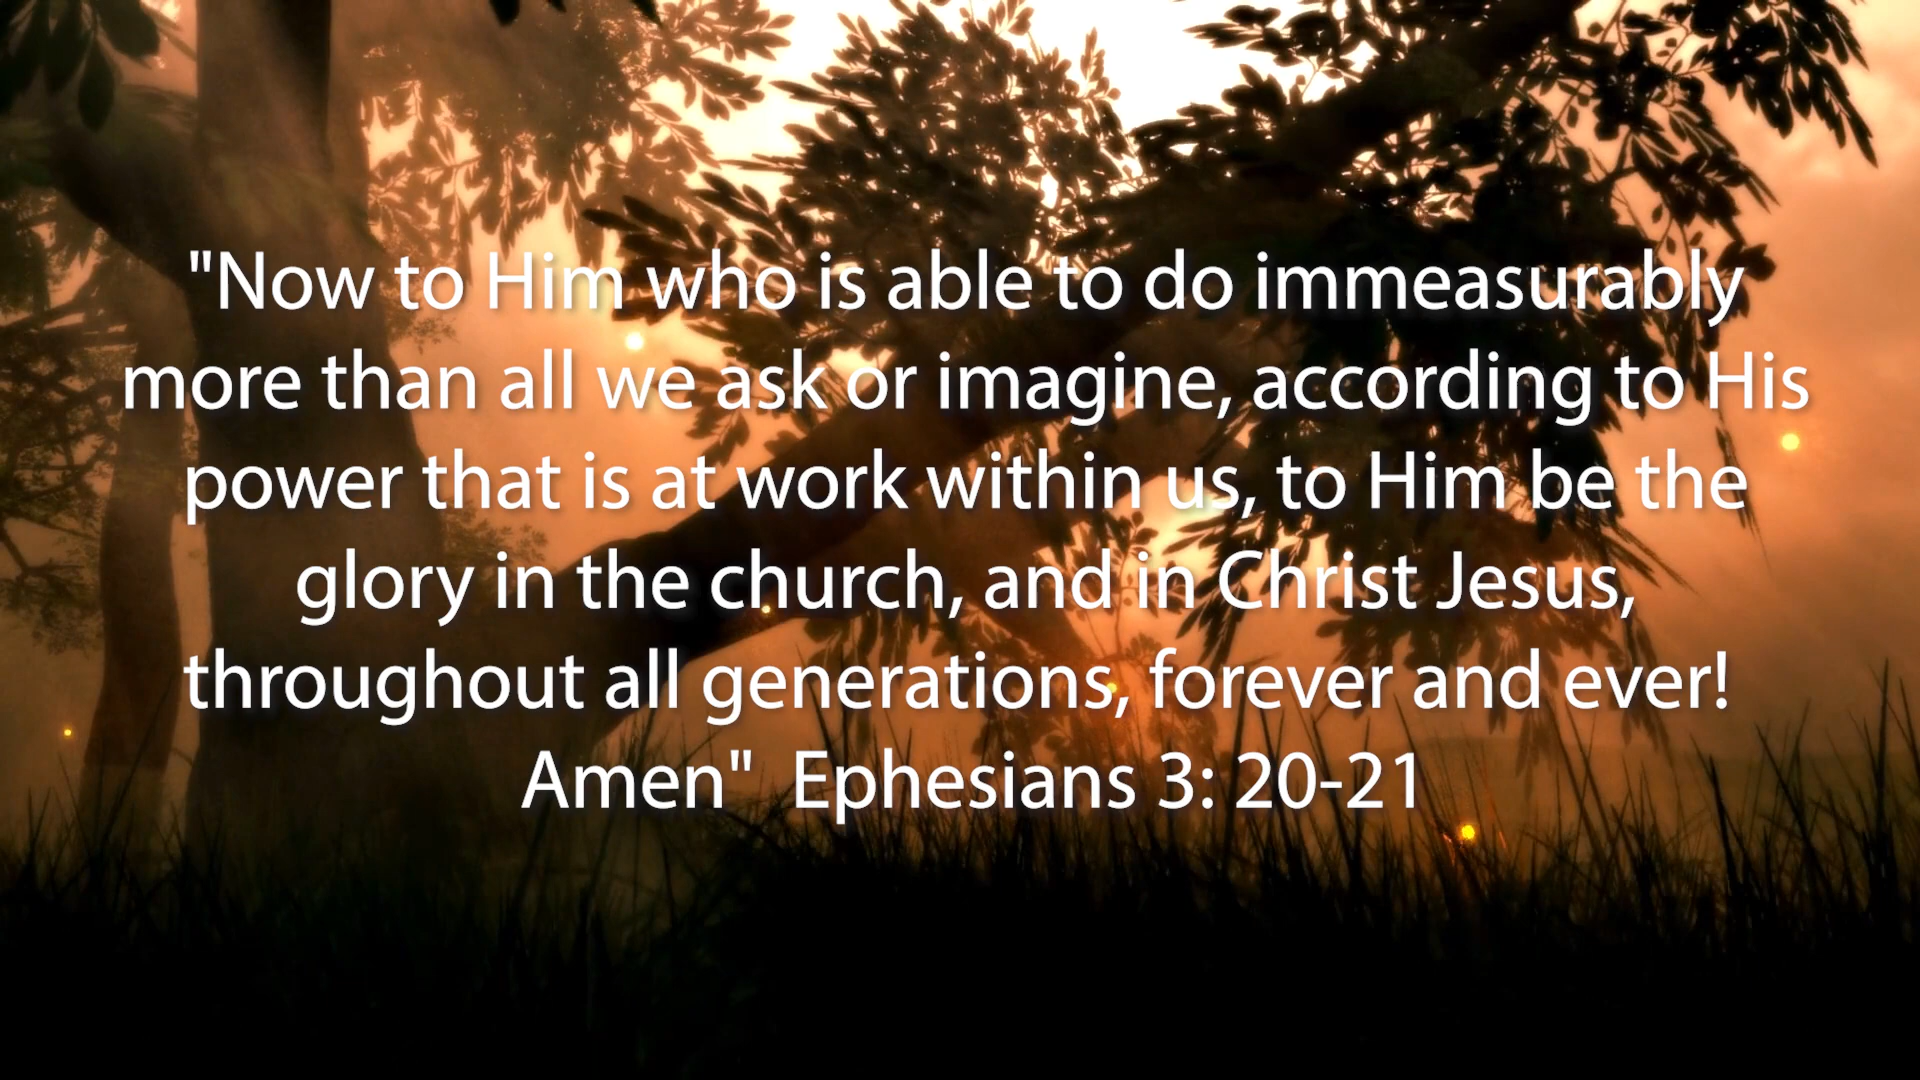 "Now to Him who is able to do immeasurably
more than all we ask or imagine, according to His
power that is at work within us, to Him be the
glory in the church, and in Christ Jesus,
throughout all generations, forever and ever!
Amen"  Ephesians 3: 20-21